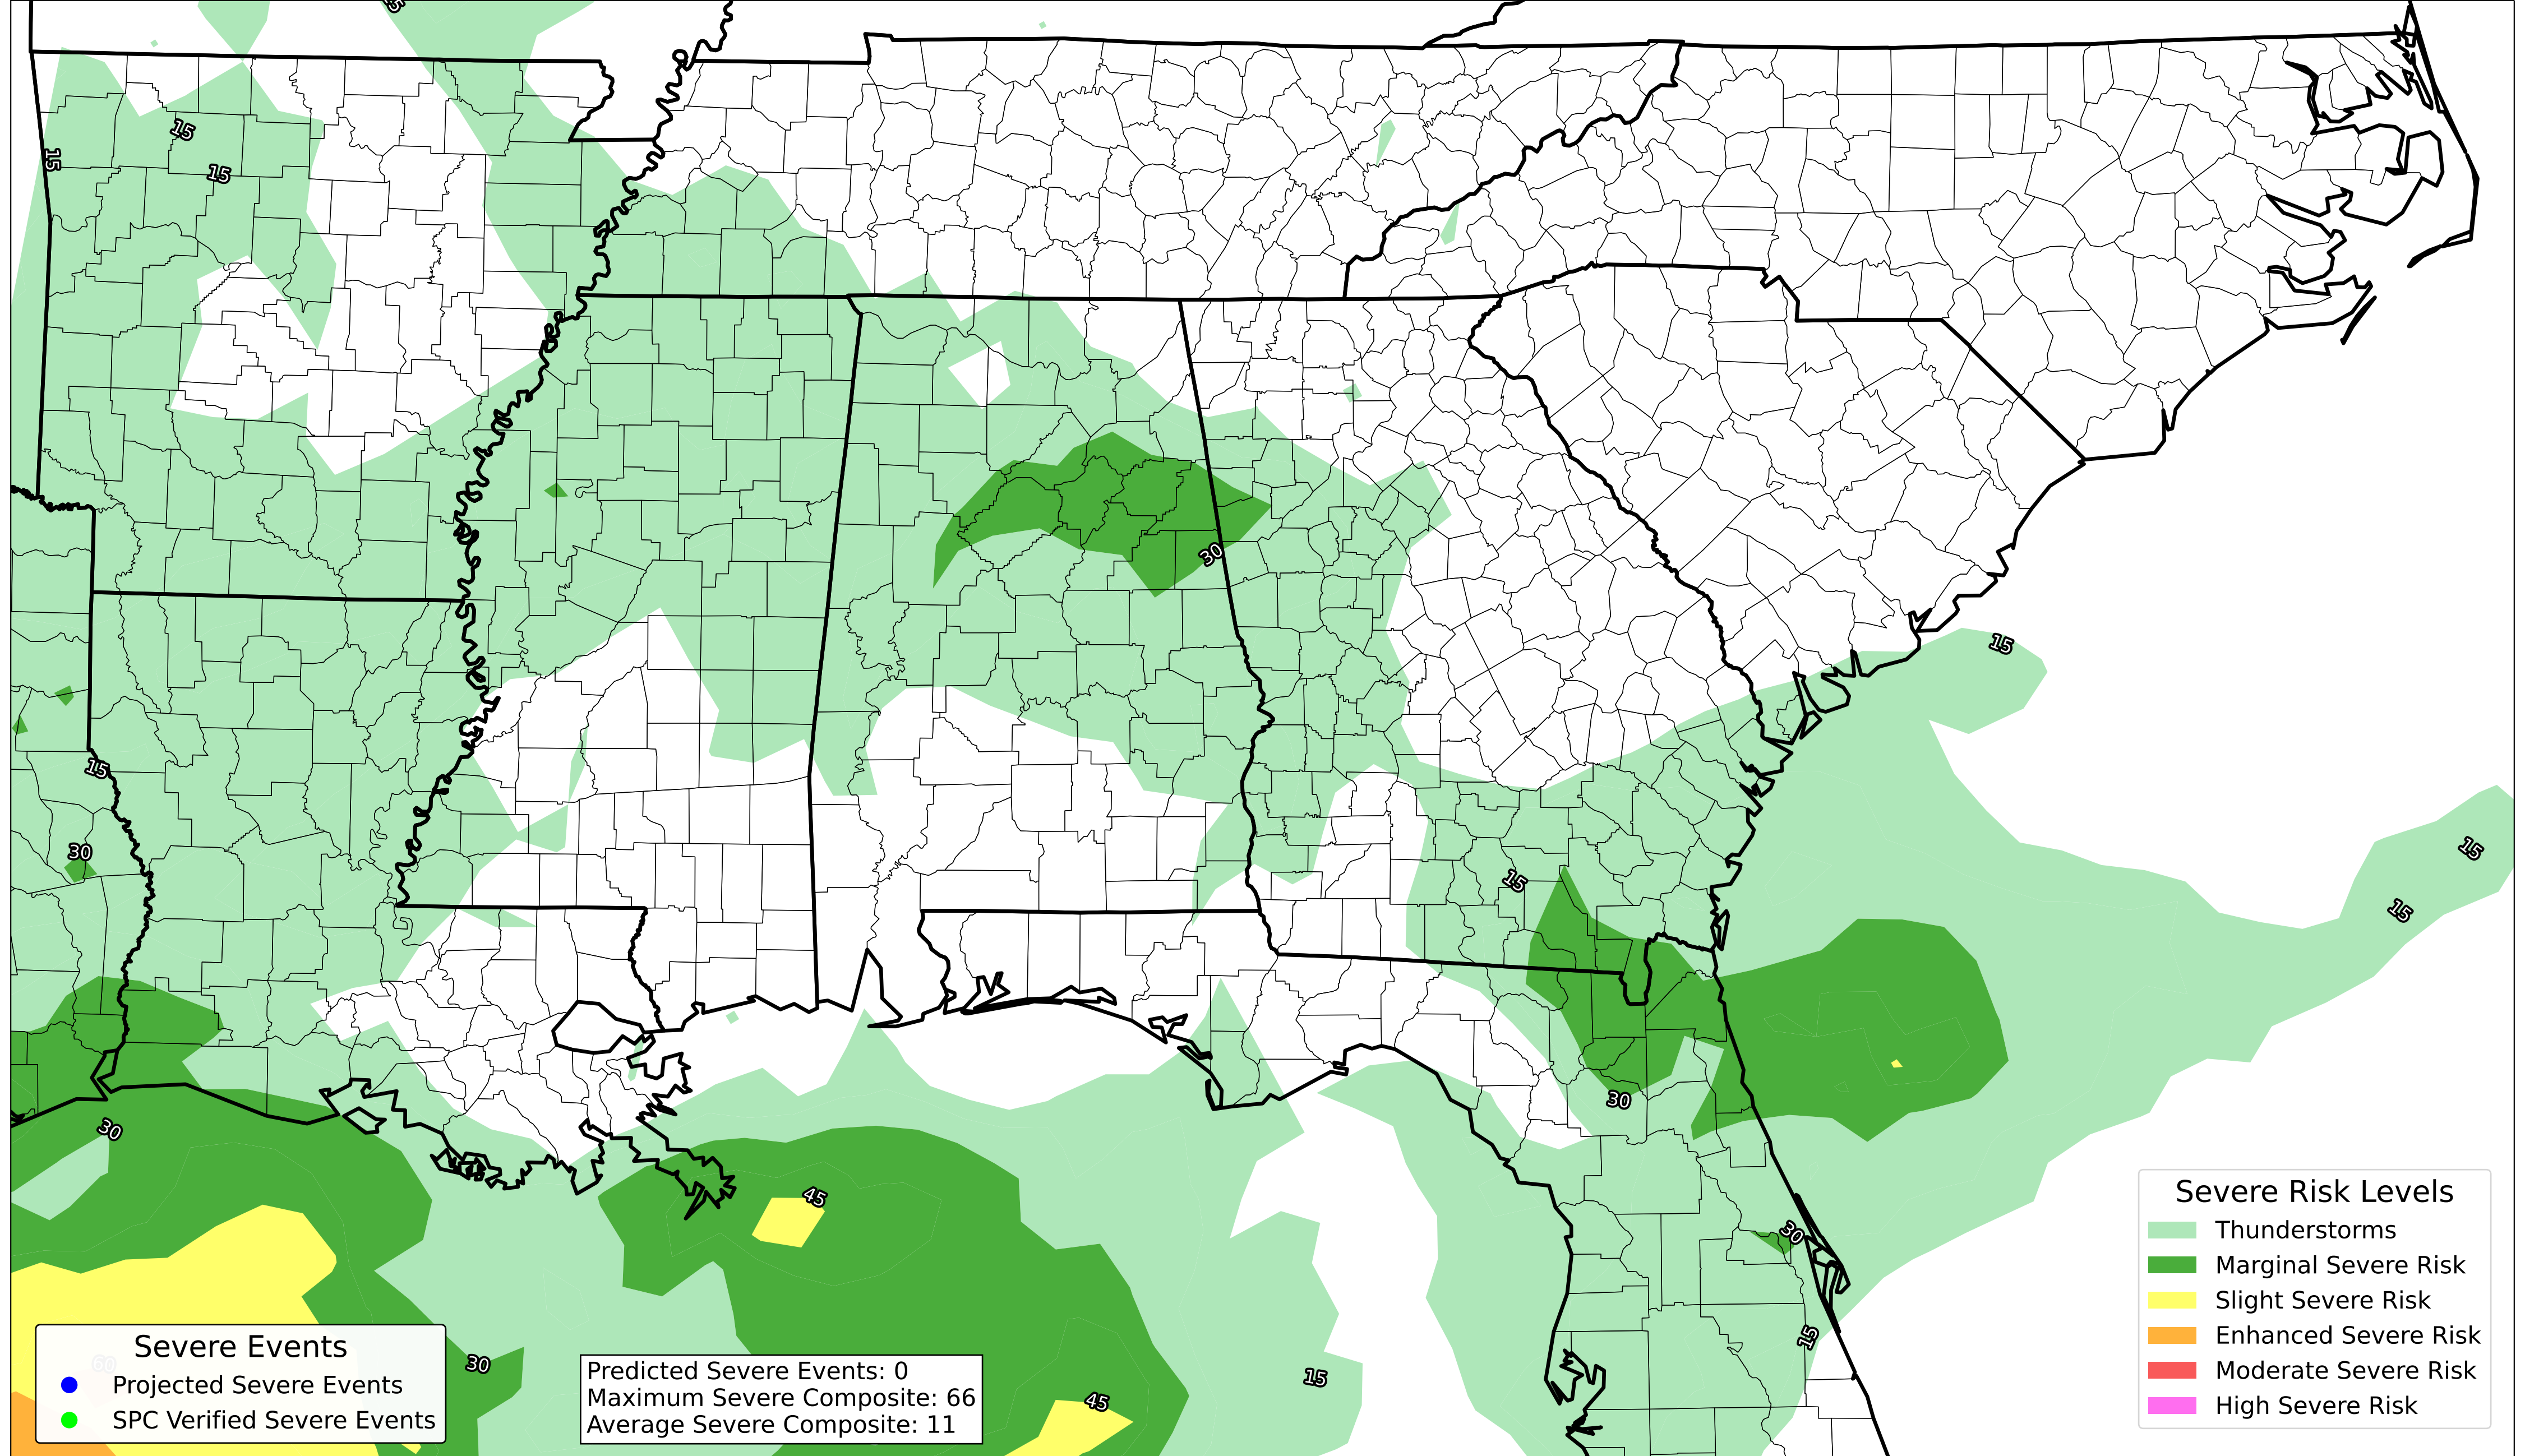 15
15
15
15
30
15
15
30
15
15
15
30
30
30
45
30
15
60
30
15
45
Severe Risk Levels
Thunderstorms
Marginal Severe Risk
Slight Severe Risk
Enhanced Severe Risk
Moderate Severe Risk
High Severe Risk
Severe Events
Projected Severe Events
SPC Verified Severe Events
Predicted Severe Events: 0
Maximum Severe Composite: 66
Average Severe Composite: 11